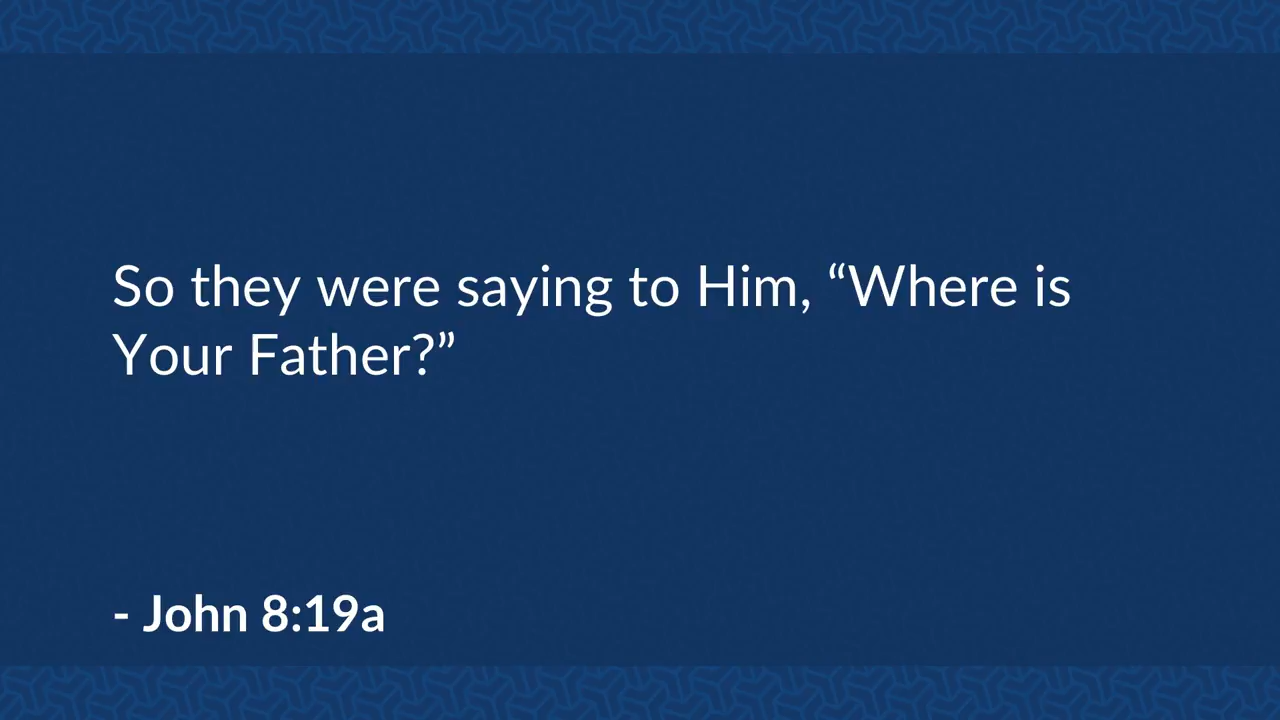 So they were saying to Him, “Where is
Your Father?”
- John 8:19a